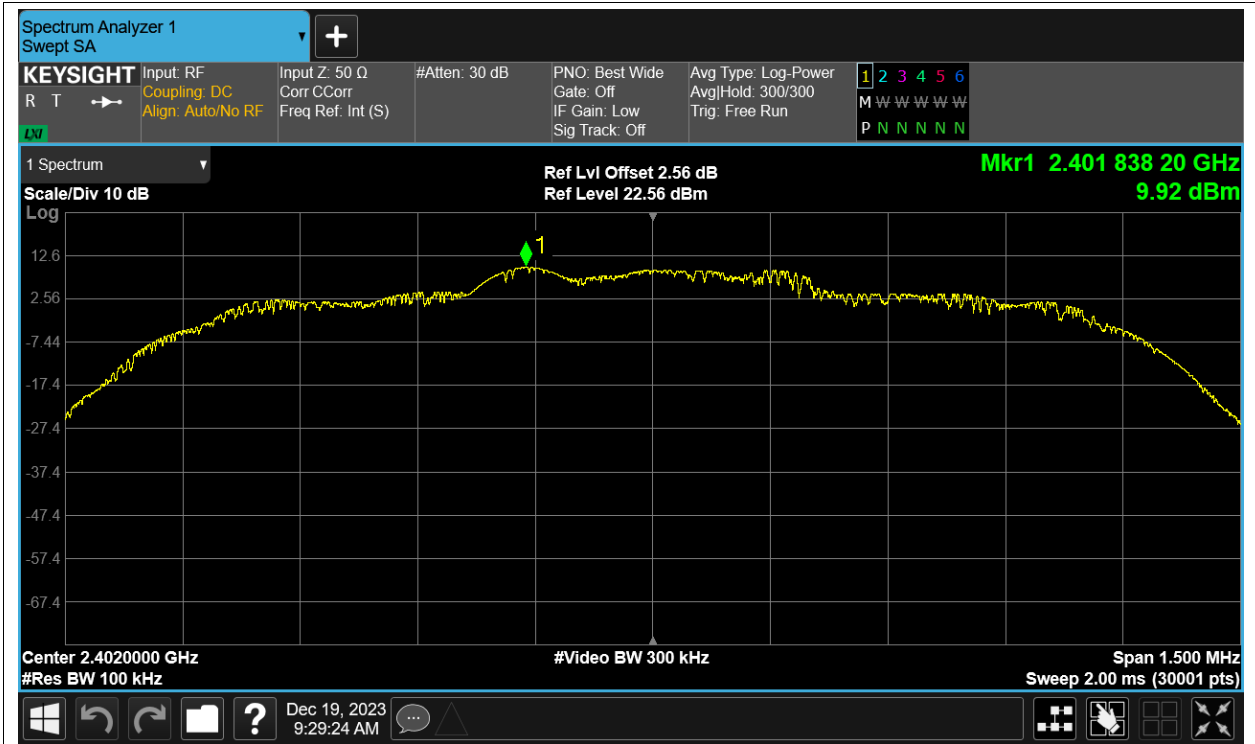 Spectrum Analyzer 1
Swept SA
KEYSIGHT Input: RF Input Z: 50 Ω #Atten: 30 dB PNO: Best Wide Avg Type: Log-Power 1 2 3 4 5 6
R T Coupling: DC Corr CCorr Gate: Off Avg|Hold: 300/300 M W W W W W
Align: Auto/No RF Freq Ref: Int (S) IF Gain: Low Trig: Free Run
LXI Sig Track: Off P N N N N N
1 Spectrum
Scale/Div 10 dB
Ref Lvl Offset 2.56 dB
Ref Level 22.56 dBm
Mkr1 2.401 838 20 GHz
9.92 dBm
Log
1
12.6
2.56
-7.44
-17.4
-27.4
-37.4
-47.4
-57.4
-67.4
Center 2.4020000 GHz #Video BW 300 kHz Span 1.500 MHz
#Res BW 100 kHz Sweep 2.00 ms (30001 pts)
? Dec 19, 2023
9:29:24 AM